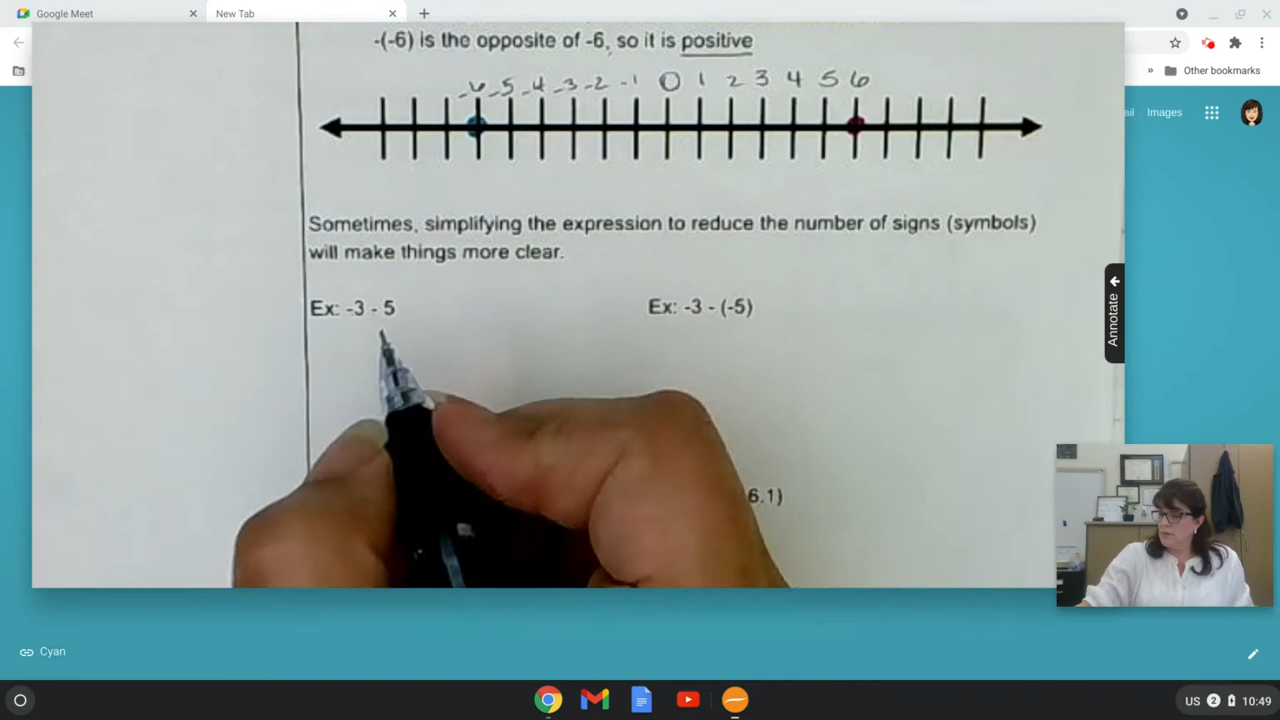 Google Meet
New Tab
Other bookmarks
ail Images
-(-6) is the opposite of -6, so it is positive
-6 -5 -4 -3 -2 -1 0 1 2 3 4 5 6
Sometimes, simplifying the expression to reduce the number of signs (symbols)
will make things more clear.
Annotate
Ex: -3 - 5
Ex: -3 - (-5)
6.1)
Cyan
US 2 10:49